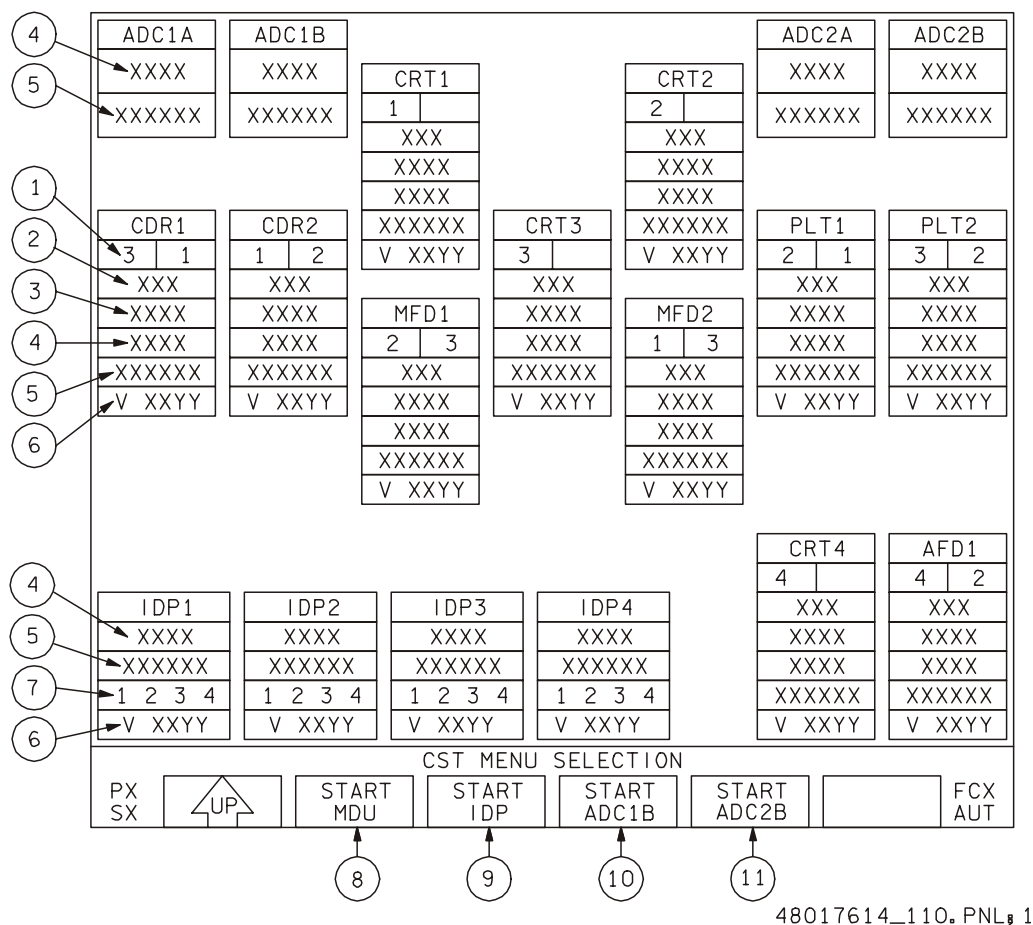 4 ADC1A ADC1B ADC2A ADC2B
XXXX XXXX XXXX XXXX
5 XXXXXX XXXXXX XXXXXX XXXXXX
CRT1 CRT2
1 2
XXX XXX
XXXX XXXX
XXXX XXXX
XXXXXX XXXXXX
V XXYY V XXYY
1 CDR1 CDR2 CRT3 PLT1 PLT2
3 1 1 2 3 2 1 3 2
2 XXX XXX XXX XXX XXX
3 XXXX XXXX XXXX XXXX XXXX
4 XXXX XXXX XXXX XXXX XXXX
5 XXXXXX XXXXXX XXXXXX XXXXXX XXXXXX
6 V XXYY V XXYY V XXYY V XXYY V XXYY
MFD1 MFD2
2 3 1 3
XXX XXX
XXXX XXXX
XXXX XXXX
XXXXXX XXXXXX
V XXYY V XXYY
CRT4 AFD1
4 4 2
XXX XXX
XXXX XXXX
XXXX XXXX
XXXXXX XXXXXX
V XXYY V XXYY
4 IDP1 IDP2 IDP3 IDP4
XXXX XXXX XXXX XXXX
5 XXXXXX XXXXXX XXXXXX XXXXXX
7 1 2 3 4 1 2 3 4 1 2 3 4 1 2 3 4
6 V XXYY V XXYY V XXYY V XXYY
CST MENU SELECTION
PX UP START START START START FCX
SX MDU IDP ADC1B ADC2B AUT
8 9 10 11
48017614_110.PNL;1